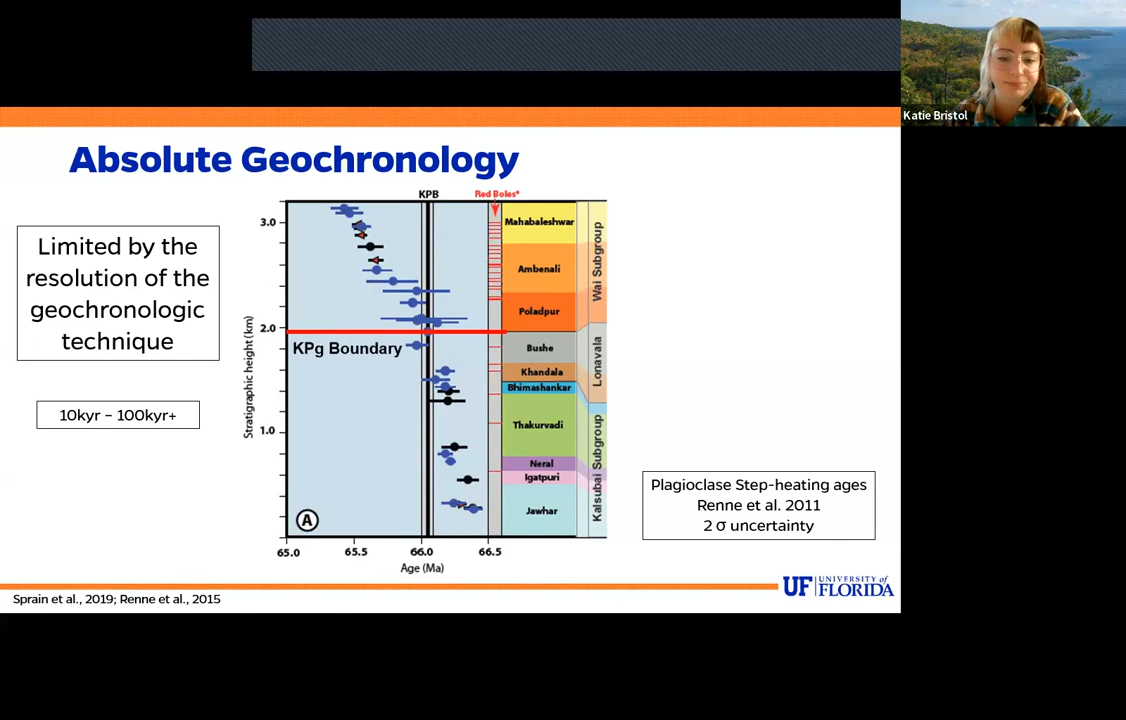 Katie Bristol
Absolute Geochronology
Limited by the
resolution of the
geochronologic
technique
10kyr – 100kyr+
KPB
Red Boles*
3.0
2.0
1.0
Stratigraphic height (km)
KPg Boundary
A
65.0
65.5
66.0
66.5
Age (Ma)
Mahabaleshwar
Ambenali
Poladpur
Bushe
Khandala
Bhimashankar
Thakurvadi
Neral
Igatpuri
Jawhar
Wai Subgroup
Lonavala
Kalsubai Subgroup
Plagioclase Step-heating ages
Renne et al. 2011
2 σ uncertainty
Sprain et al., 2019; Renne et al., 2015
UF UNIVERSITY of
FLORIDA